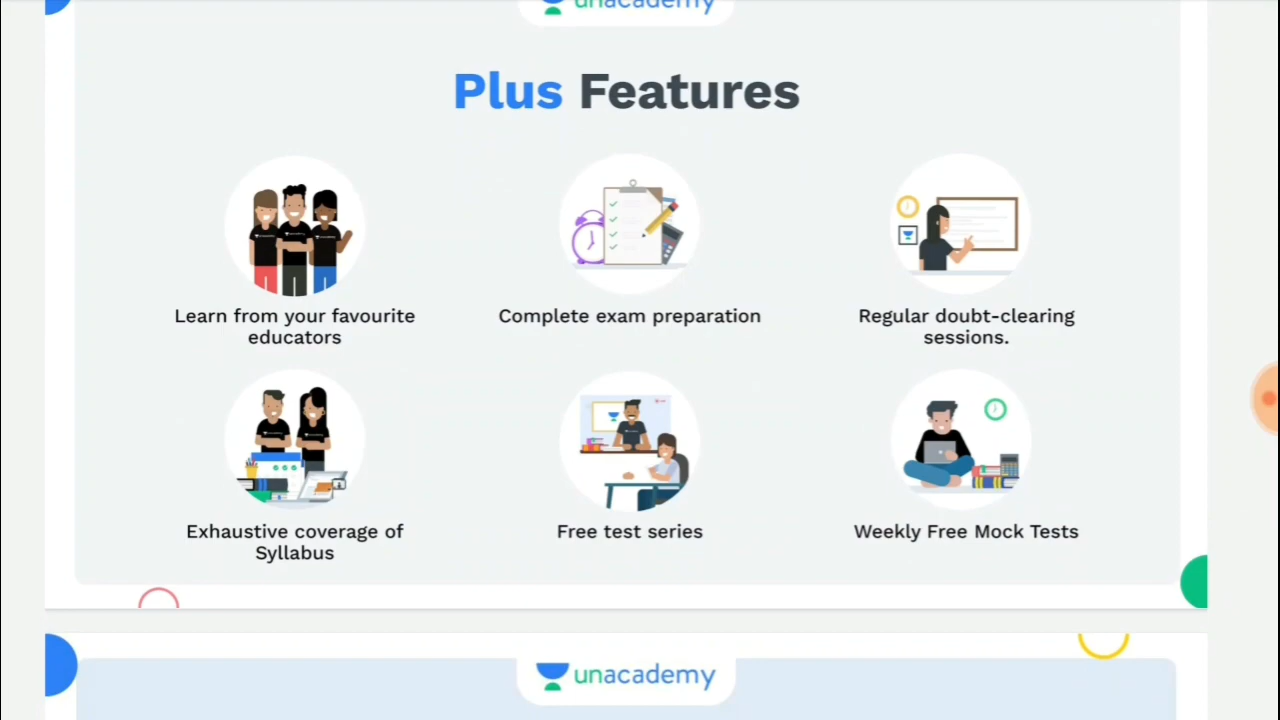 unacademy
Plus Features
Learn from your favourite
educators
Complete exam preparation
Regular doubt-clearing
sessions.
Exhaustive coverage of
Syllabus
Free test series
Weekly Free Mock Tests
unacademy